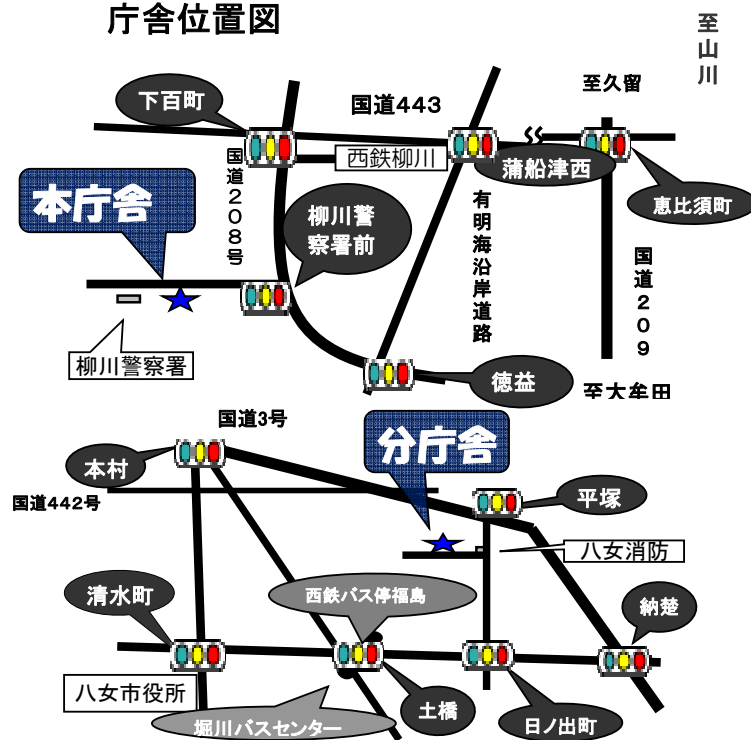 庁舎位置図
至山川
至久留
下百町
国道443
西鉄柳川
蒲船津西
恵比須町
国道208号
本庁舎
柳川警
察署前
有明海沿岸道路
国道209
柳川警察署
徳益
至大牟田
国道3号
分庁舎
本村
国道442号
平塚
八女消防
清水町
西鉄バス停福島
納楚
八女市役所
土橋
日ノ出町
堀川バスセンター